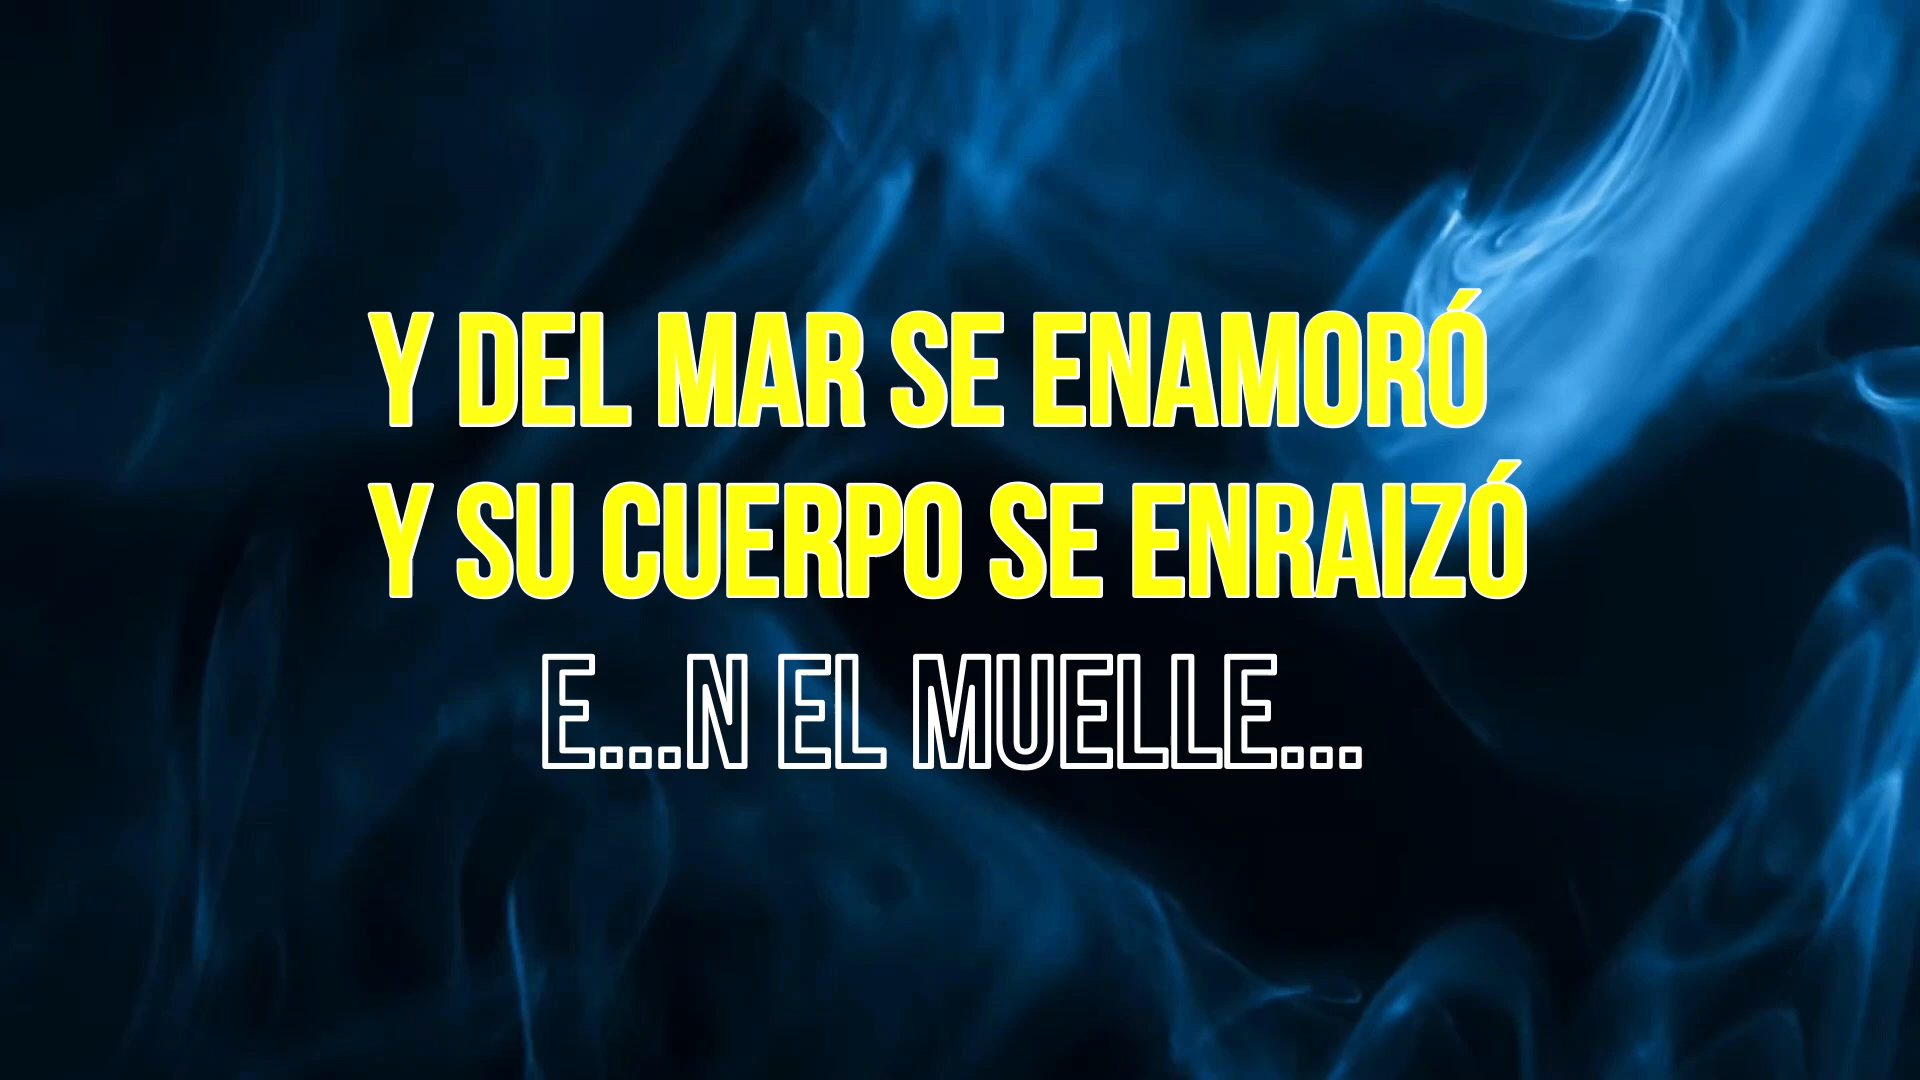 Y DEL MAR SE ENAMORÓ
Y SU CUERPO SE ENRAIZÓ
E...N EL MUELLE...